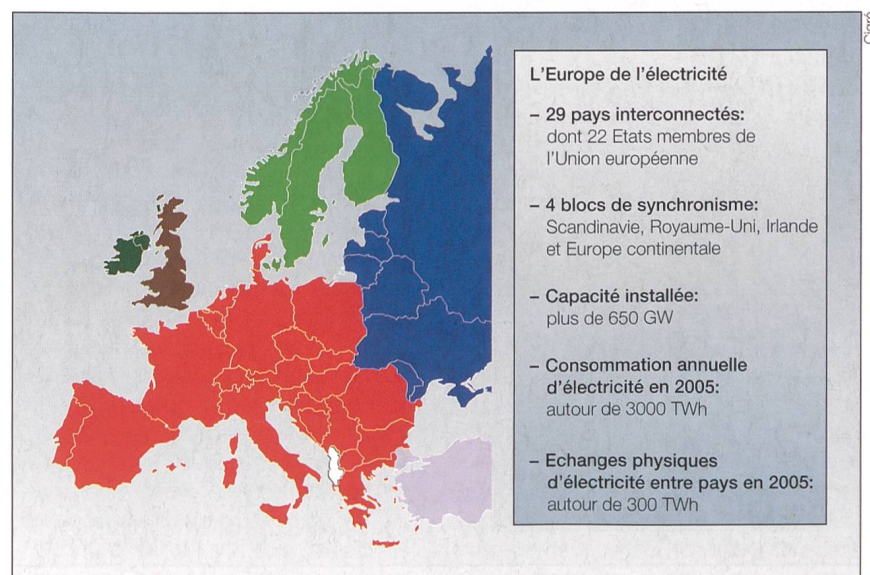 Cigré
L'Europe de l'électricité
– 29 pays interconnectés:
dont 22 Etats membres de
l'Union européenne
– 4 blocs de synchronisme:
Scandinavie, Royaume-Uni, Irlande
et Europe continentale
– Capacité installée:
plus de 650 GW
– Consommation annuelle
d'électricité en 2005:
autour de 3000 TWh
– Echanges physiques
d'électricité entre pays en 2005:
autour de 300 TWh